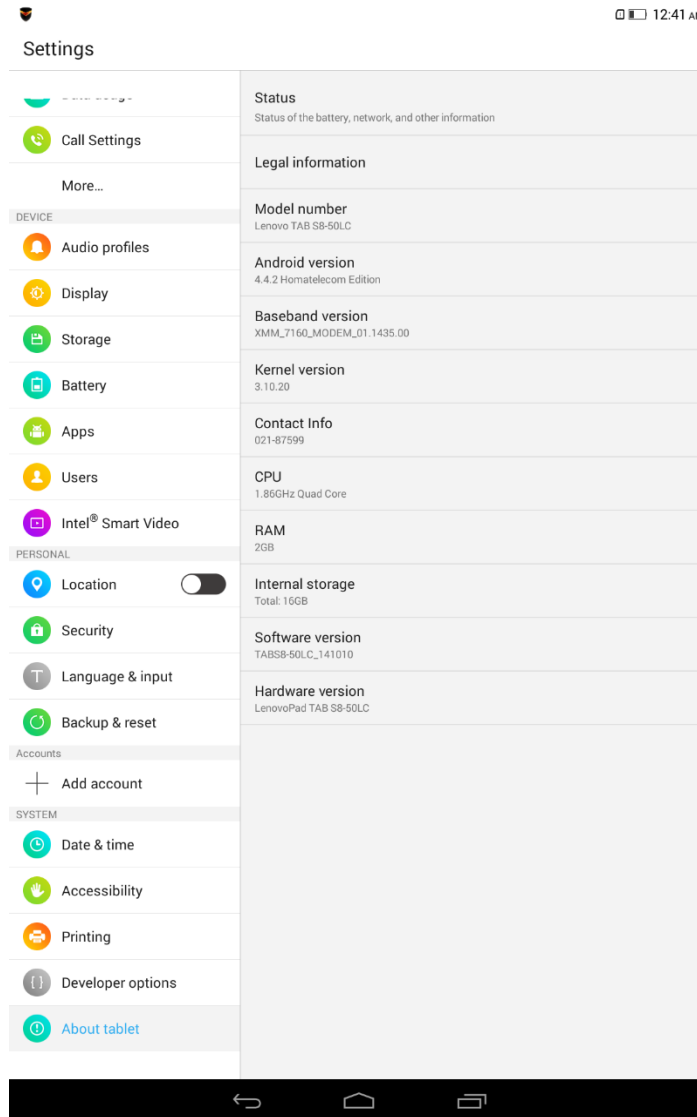 12:41
Settings
Call Settings
More...
DEVICE
Audio profiles
Display
Storage
Battery
Apps
Users
Intel® Smart Video
PERSONAL
Location
Security
Language & input
Backup & reset
Accounts
Add account
SYSTEM
Date & time
Accessibility
Printing
Developer options
About tablet
Status
Status of the battery, network, and other information
Legal information
Model number
Lenovo TAB S8-50LC
Android version
4.4.2 Homatelecom Edition
Baseband version
XMM_7160_MODEM_01.1435.00
Kernel version
3.10.20
Contact Info
021-87599
CPU
1.86GHz Quad Core
RAM
2GB
Internal storage
Total: 16GB
Software version
TABS8-50LC_141010
Hardware version
LenovoPad TAB S8-50LC